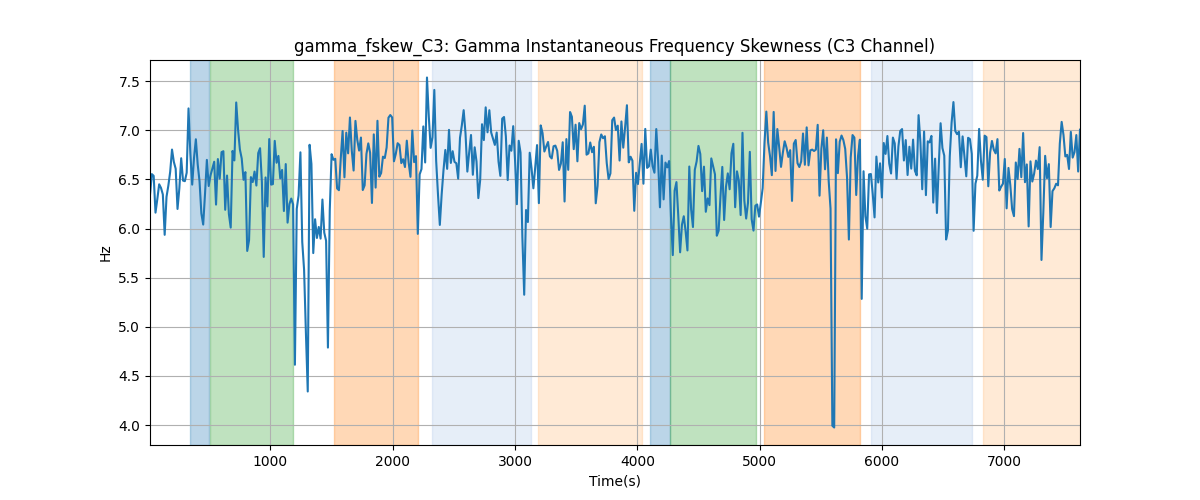 gamma_fskew_C3: Gamma Instantaneous Frequency Skewness (C3 Channel)
7.5
7.0
6.5
6.0
5.5
5.0
4.5
4.0
Hz
1000 2000 3000 4000 5000 6000 7000
Time(s)